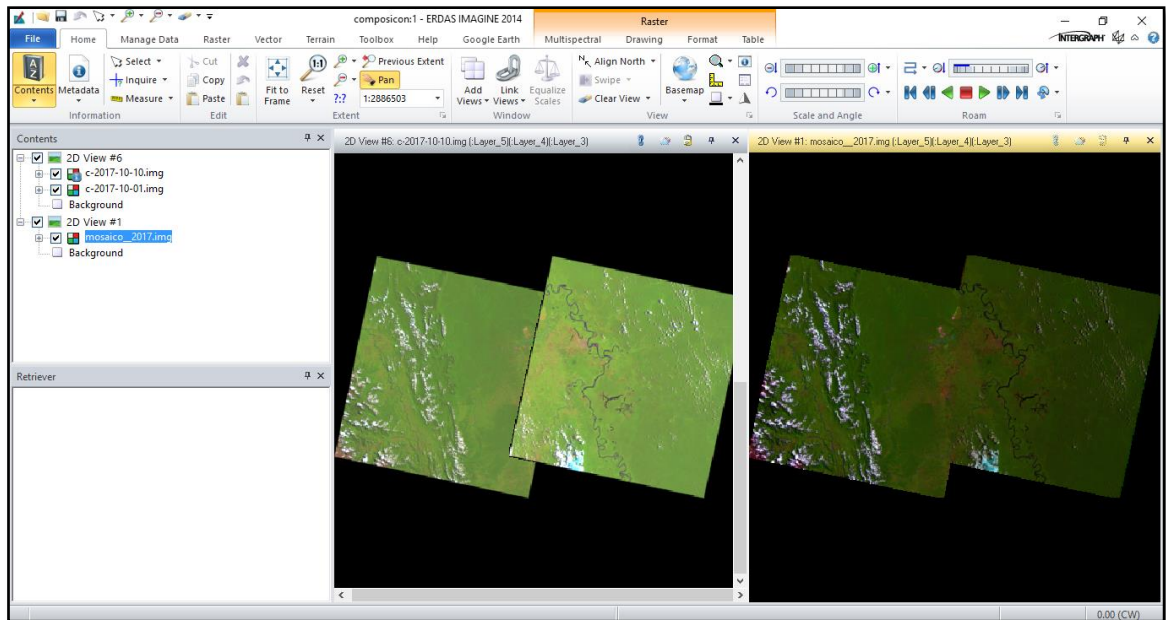 composicon:1 - ERDAS IMAGINE 2014
Raster
File Home Manage Data Raster Vector Terrain Toolbox Help Google Earth Multispectral Drawing Format Table
INTERGRAPH
Contents
Metadata
Select
Inquire
Measure
Information
Cut
Copy
Paste
Edit
Fit to Frame
Reset
1:1
Previous Extent
Pan
?:? 1:2886503
Extent
Add Views
Link Views
Equalize Scales
Window
Align North
Swipe
Clear View
Basemap
View
Scale and Angle
Roam
Contents
2D View #6
c-2017-10-10.img
c-2017-10-01.img
Background
2D View #1
mosaico__2017.img
Background
Retriever
2D View #6: c-2017-10-10.img (:Layer_5)(:Layer_4)(:Layer_3)
2D View #1: mosaico__2017.img (:Layer_5)(:Layer_4)(:Layer_3)
0.00 (CW)